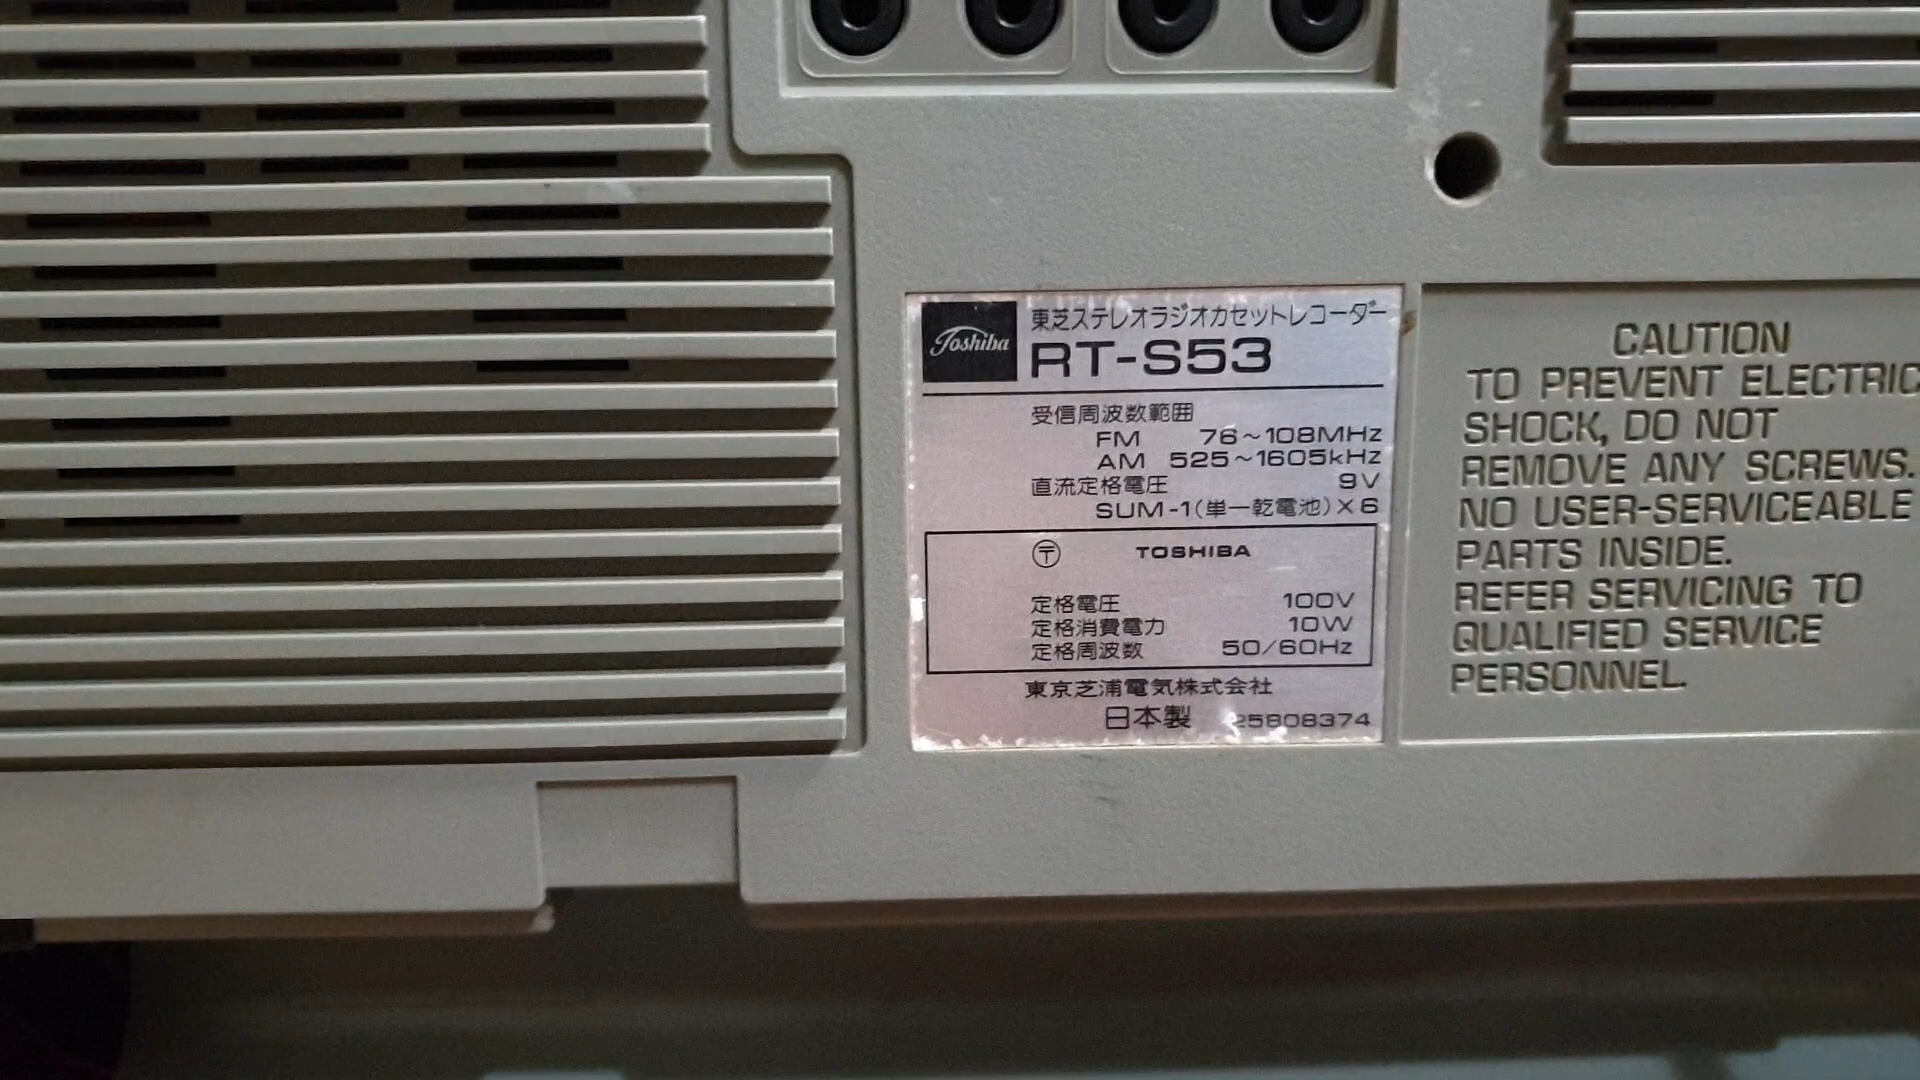 Toshiba
東芝ステレオラジオカセットレコーダー
RT-S53
受信周波数範囲
FM 76~108MHz
AM 525~1605kHz
直流定格電圧 9V
SUM-1(単一乾電池)×6
〒 TOSHIBA
定格電圧 100V
定格消費電力 10W
定格周波数 50/60Hz
東京芝浦電気株式会社
日本製 25808374
CAUTION
TO PREVENT ELECTRIC
SHOCK, DO NOT
REMOVE ANY SCREWS.
NO USER-SERVICEABLE
PARTS INSIDE.
REFER SERVICING TO
QUALIFIED SERVICE
PERSONNEL.